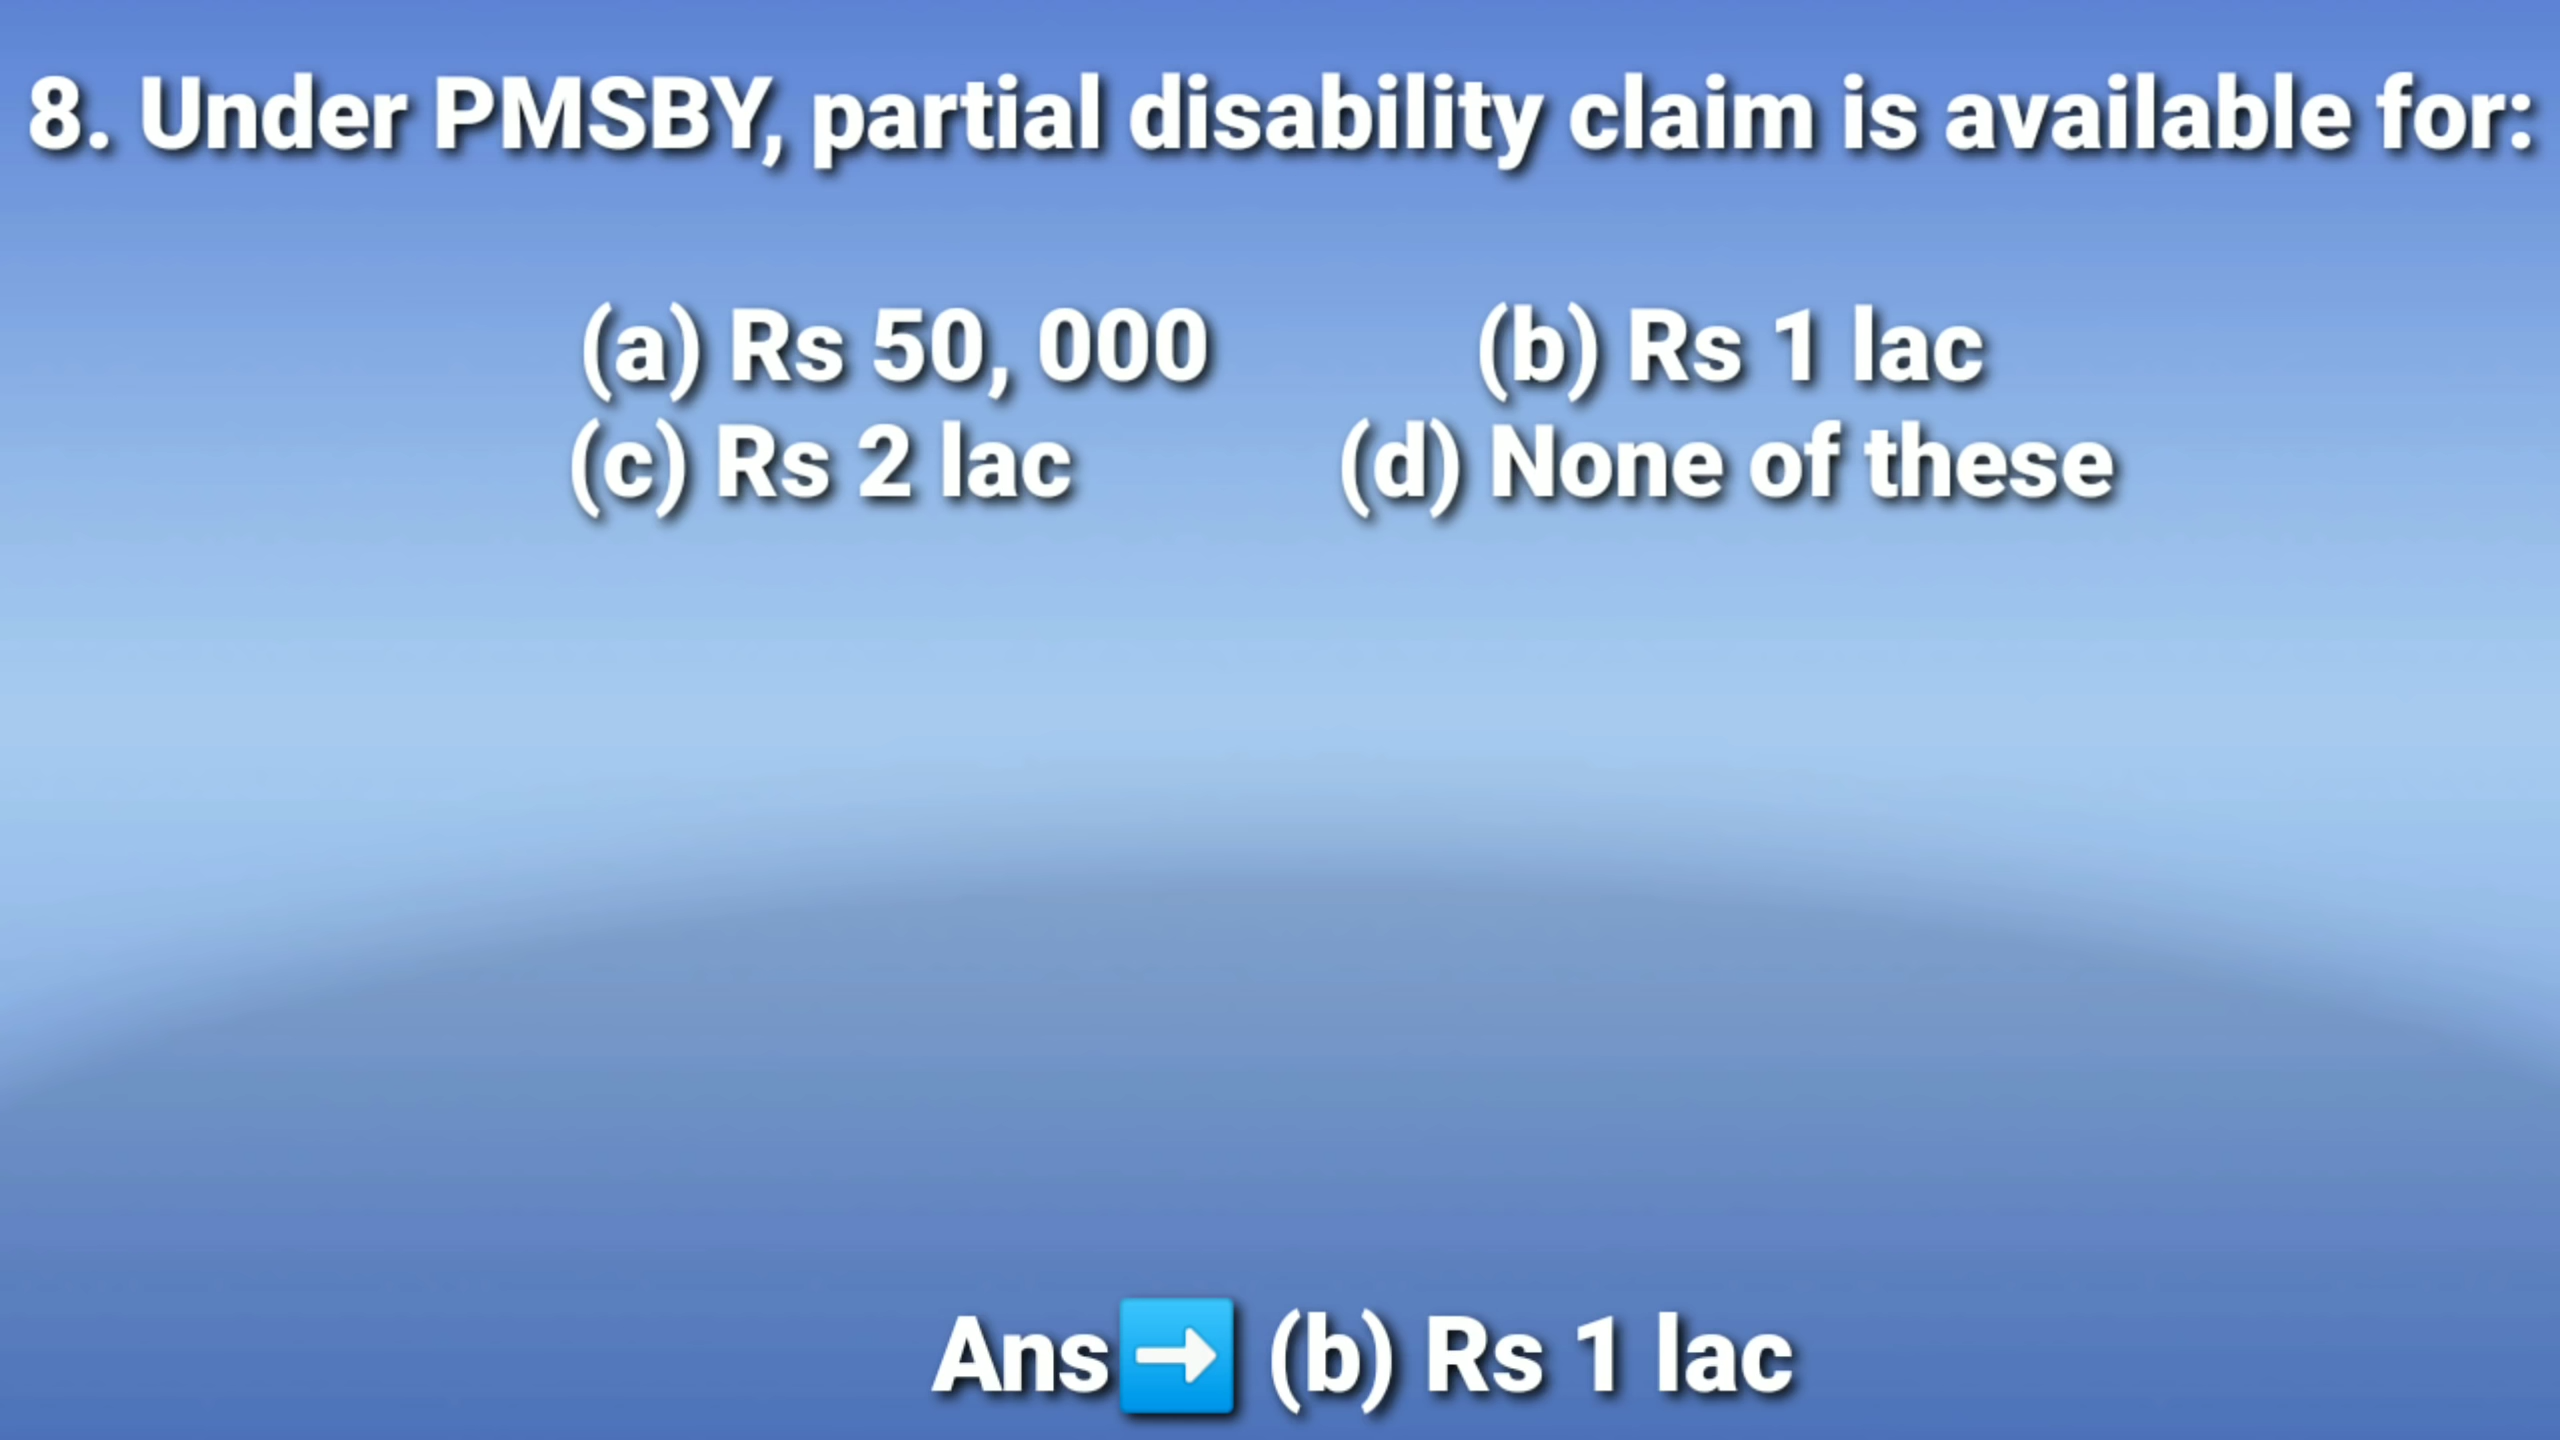 8. Under PMSBY, partial disability claim is available for:
(a) Rs 50, 000 (b) Rs 1 lac
(c) Rs 2 lac (d) None of these
Ans➡️ (b) Rs 1 lac